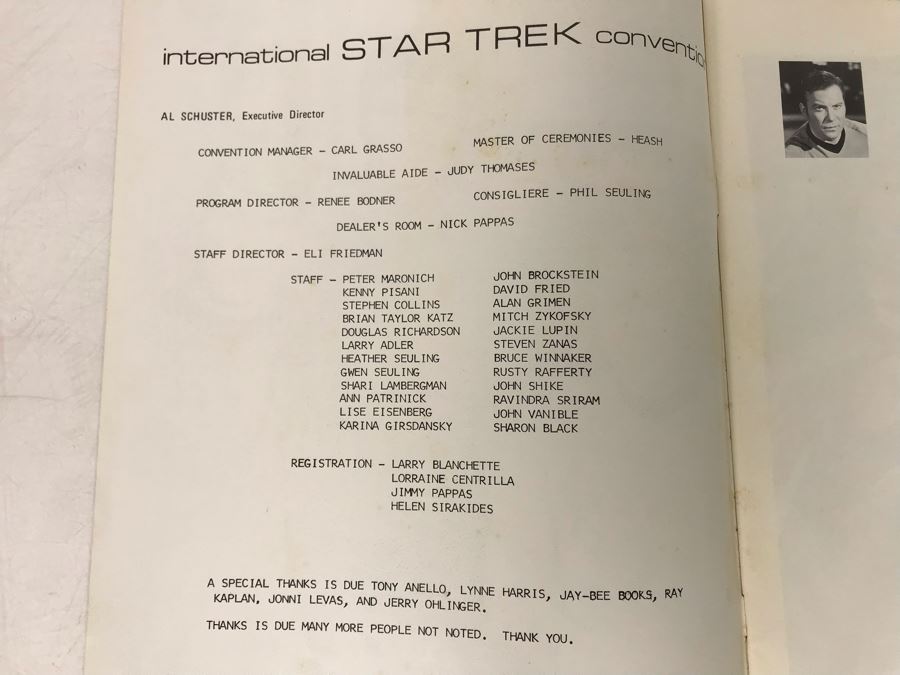 international STAR TREK conventio
AL SCHUSTER, Executive Director
CONVENTION MANAGER – CARL GRASSO MASTER OF CEREMONIES – HEASH
INVALUABLE AIDE – JUDY THOMASES
PROGRAM DIRECTOR – RENEE BODNER CONSIGLIERE – PHIL SEULING
DEALER'S ROOM – NICK PAPPAS
STAFF DIRECTOR – ELI FRIEDMAN
STAFF – PETER MARONICH JOHN BROCKSTEIN
KENNY PISANI DAVID FRIED
STEPHEN COLLINS ALAN GRIMEN
BRIAN TAYLOR KATZ MITCH ZYKOFSKY
DOUGLAS RICHARDSON JACKIE LUPIN
LARRY ADLER STEVEN ZANAS
HEATHER SEULING BRUCE WINNAKER
GWEN SEULING RUSTY RAFFERTY
SHARI LAMBERGMAN JOHN SHIKE
ANN PATRINICK RAVINDRA SRIRAM
LISE EISENBERG JOHN VANIBLE
KARINA GIRSDANSKY SHARON BLACK
REGISTRATION – LARRY BLANCHETTE
LORRAINE CENTRILLA
JIMMY PAPPAS
HELEN SIRAKIDES
A SPECIAL THANKS IS DUE TONY ANELLO, LYNNE HARRIS, JAY-BEE BOOKS, RAY
KAPLAN, JONNI LEVAS, AND JERRY OHLINGER.
THANKS IS DUE MANY MORE PEOPLE NOT NOTED. THANK YOU.